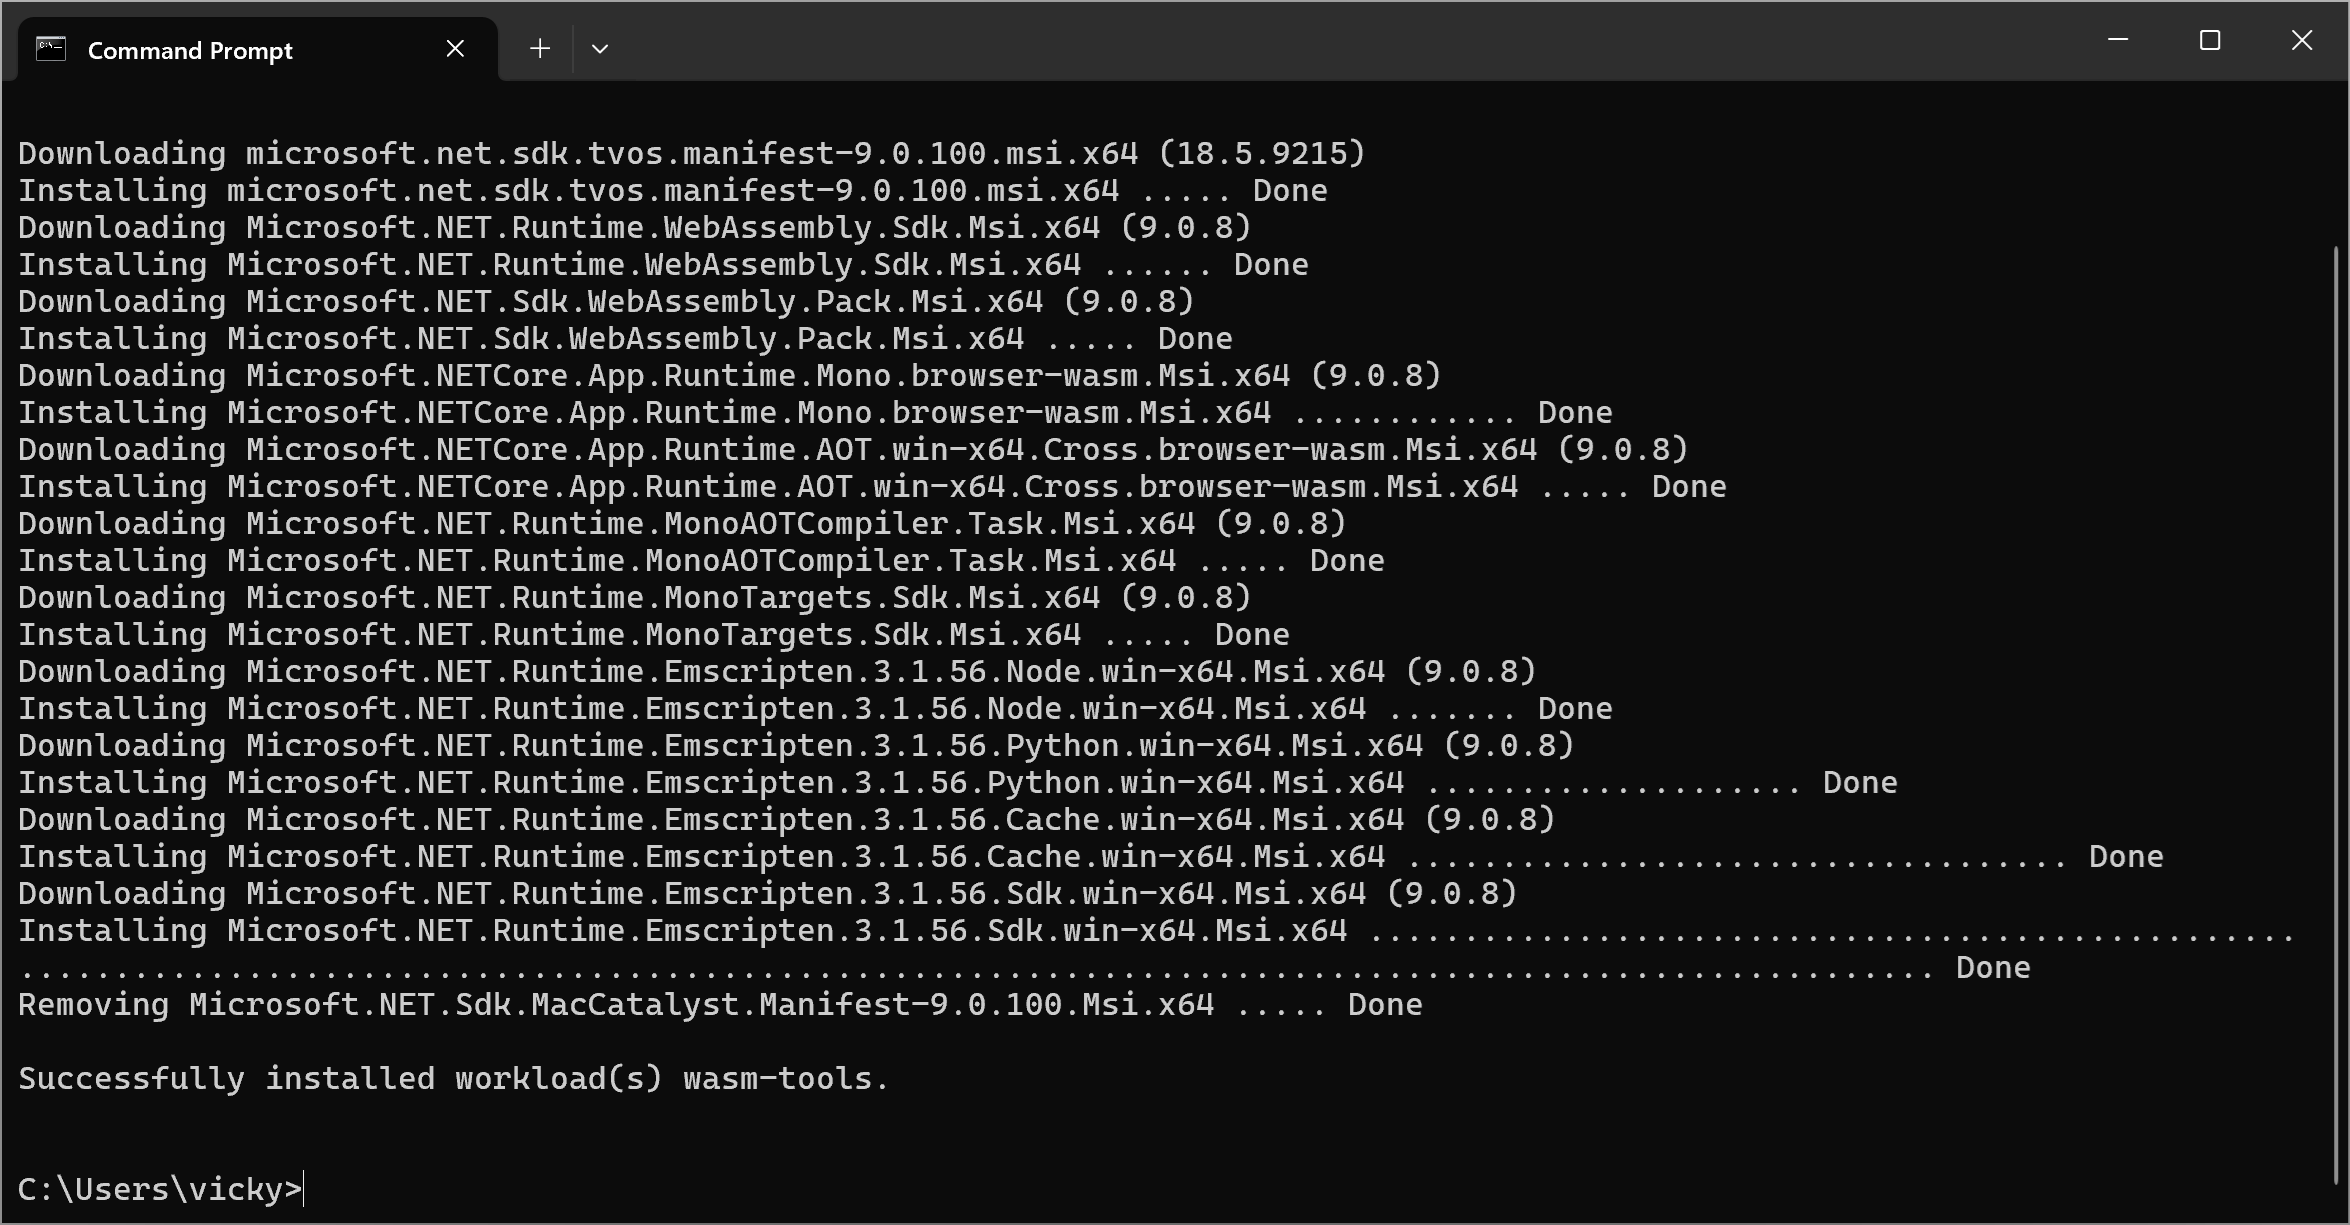 Command Prompt
Downloading microsoft.net.sdk.tvos.manifest-9.0.100.msi.x64 (18.5.9215)
Installing microsoft.net.sdk.tvos.manifest-9.0.100.msi.x64 ..... Done
Downloading Microsoft.NET.Runtime.WebAssembly.Sdk.Msi.x64 (9.0.8)
Installing Microsoft.NET.Runtime.WebAssembly.Sdk.Msi.x64 ...... Done
Downloading Microsoft.NET.Sdk.WebAssembly.Pack.Msi.x64 (9.0.8)
Installing Microsoft.NET.Sdk.WebAssembly.Pack.Msi.x64 ..... Done
Downloading Microsoft.NETCore.App.Runtime.Mono.browser-wasm.Msi.x64 (9.0.8)
Installing Microsoft.NETCore.App.Runtime.Mono.browser-wasm.Msi.x64 ............ Done
Downloading Microsoft.NETCore.App.Runtime.AOT.win-x64.Cross.browser-wasm.Msi.x64 (9.0.8)
Installing Microsoft.NETCore.App.Runtime.AOT.win-x64.Cross.browser-wasm.Msi.x64 ..... Done
Downloading Microsoft.NET.Runtime.MonoAOTCompiler.Task.Msi.x64 (9.0.8)
Installing Microsoft.NET.Runtime.MonoAOTCompiler.Task.Msi.x64 ..... Done
Downloading Microsoft.NET.Runtime.MonoTargets.Sdk.Msi.x64 (9.0.8)
Installing Microsoft.NET.Runtime.MonoTargets.Sdk.Msi.x64 ..... Done
Downloading Microsoft.NET.Runtime.Emscripten.3.1.56.Node.win-x64.Msi.x64 (9.0.8)
Installing Microsoft.NET.Runtime.Emscripten.3.1.56.Node.win-x64.Msi.x64 ....... Done
Downloading Microsoft.NET.Runtime.Emscripten.3.1.56.Python.win-x64.Msi.x64 (9.0.8)
Installing Microsoft.NET.Runtime.Emscripten.3.1.56.Python.win-x64.Msi.x64 .................... Done
Downloading Microsoft.NET.Runtime.Emscripten.3.1.56.Cache.win-x64.Msi.x64 (9.0.8)
Installing Microsoft.NET.Runtime.Emscripten.3.1.56.Cache.win-x64.Msi.x64 ................................... Done
Downloading Microsoft.NET.Runtime.Emscripten.3.1.56.Sdk.win-x64.Msi.x64 (9.0.8)
Installing Microsoft.NET.Runtime.Emscripten.3.1.56.Sdk.win-x64.Msi.x64 .................................................
..................................................................................................... Done
Removing Microsoft.NET.Sdk.MacCatalyst.Manifest-9.0.100.Msi.x64 ..... Done
Successfully installed workload(s) wasm-tools.
C:\Users\vicky>